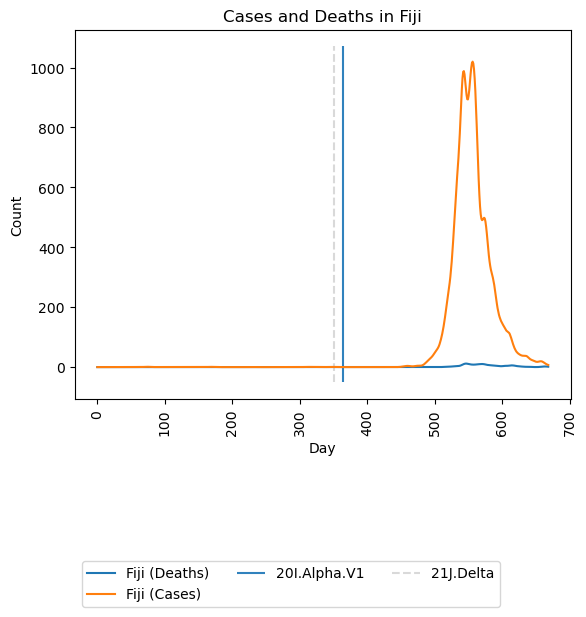 Cases and Deaths in Fiji
Count
1000
800
600
400
200
0
0
100
200
300
400
500
600
700
Day
Fiji (Deaths)
20I.Alpha.V1
21J.Delta
Fiji (Cases)